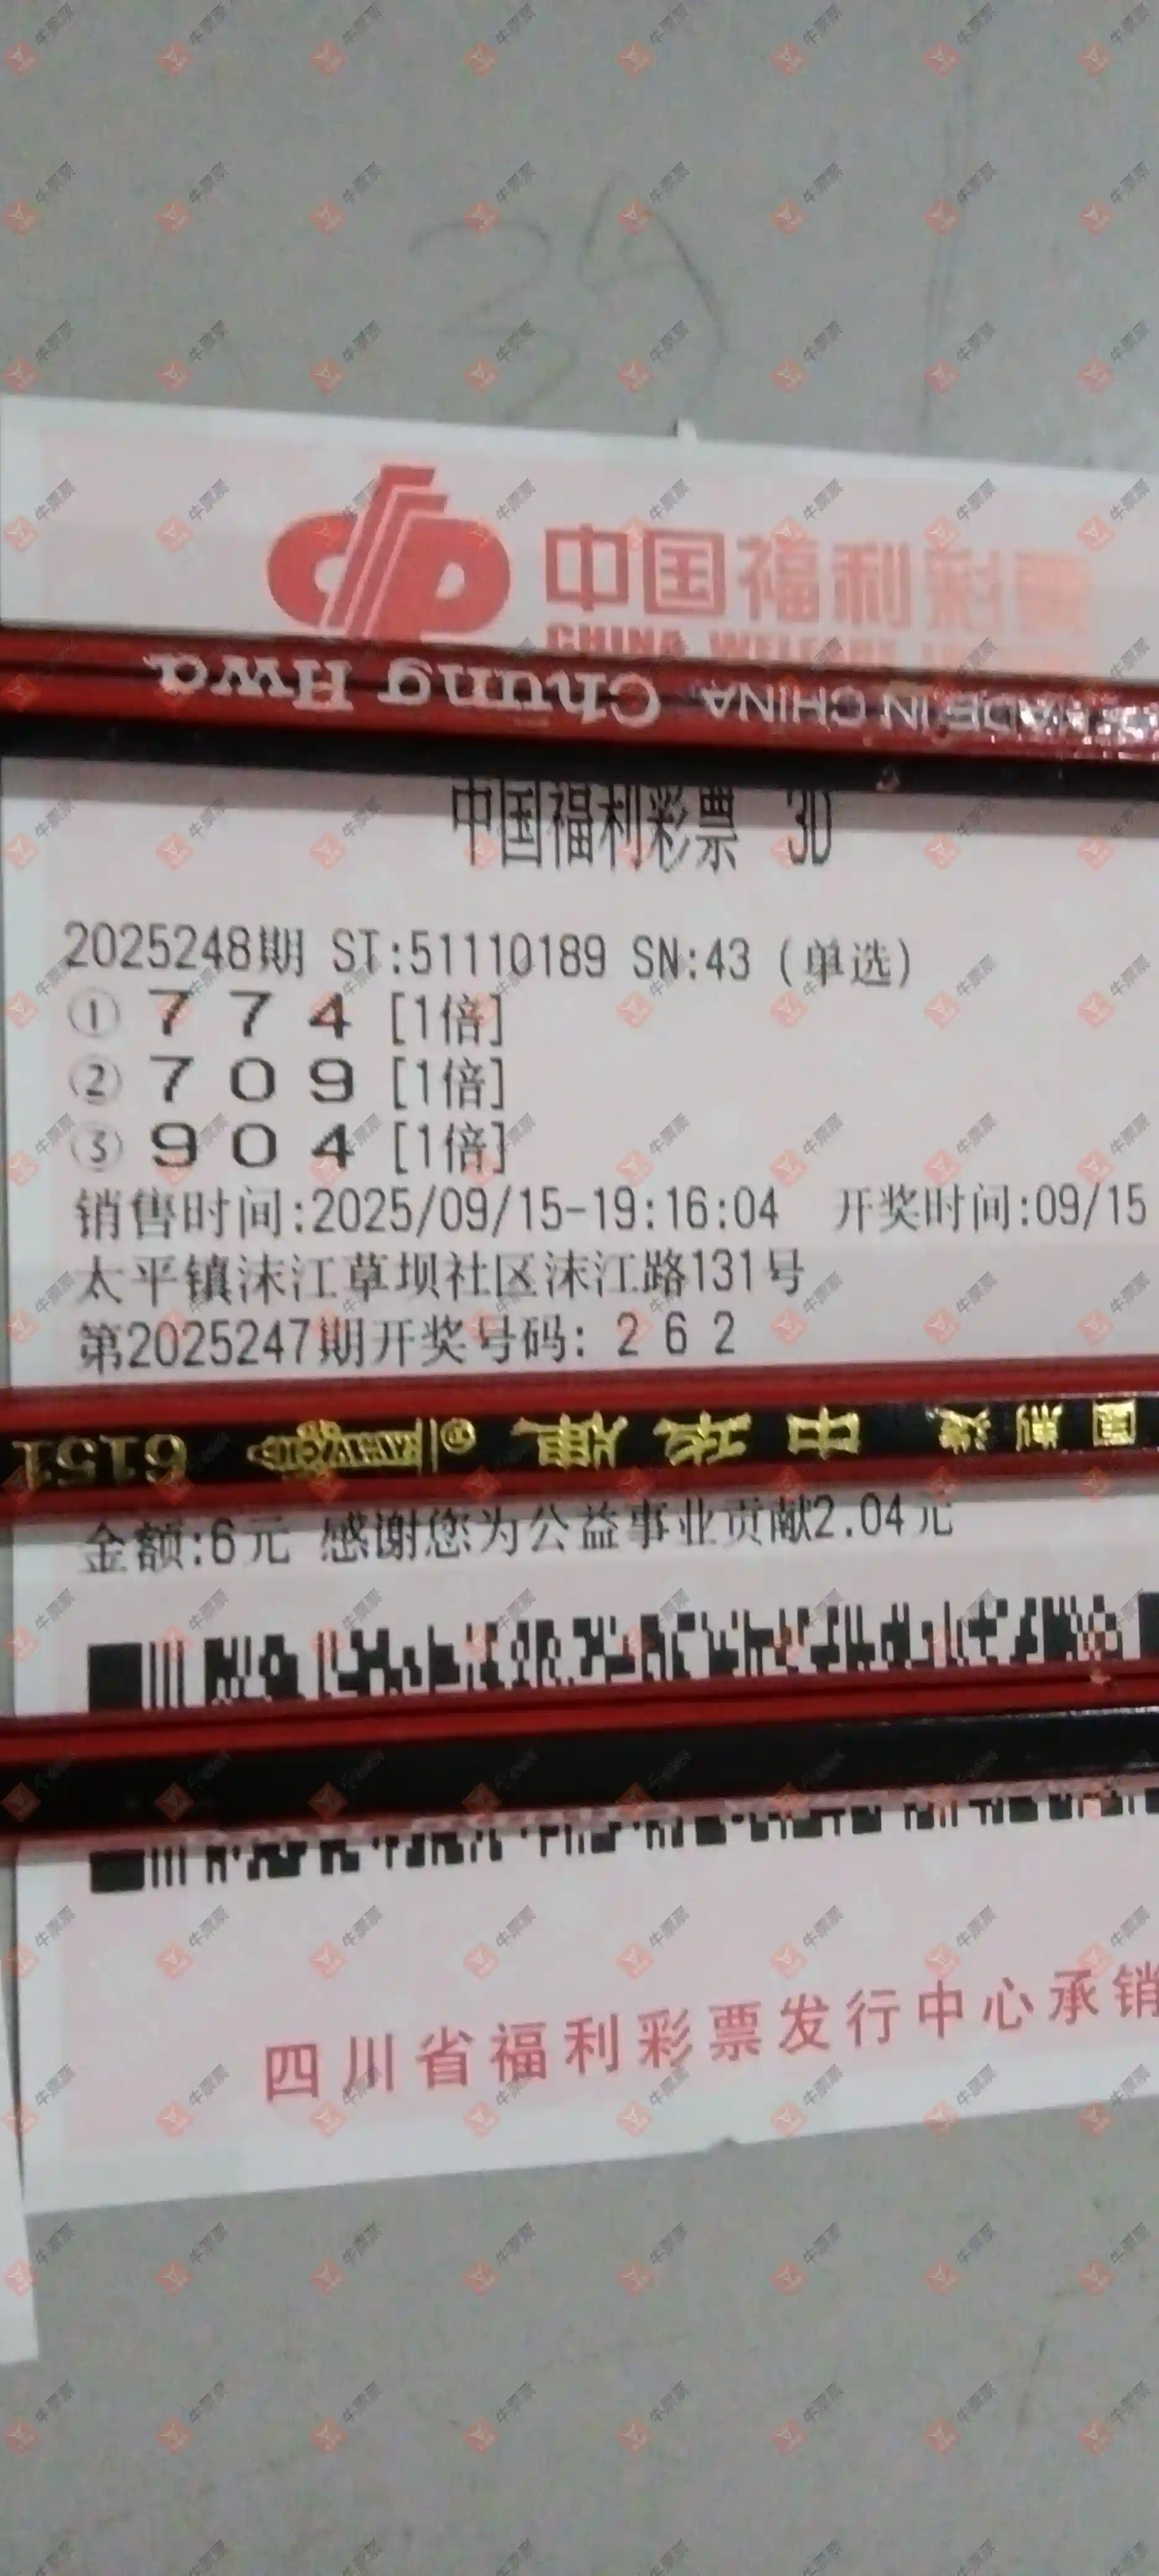 中国福利彩票
CHINA WELFARE
Chung Hwa MADE IN CHINA
中国福利彩票 3D
2025248期 ST:51110189 SN:43 (单选)
① 7 7 4 [1倍]
② 7 0 9 [1倍]
③ 9 0 4 [1倍]
销售时间:2025/09/15-19:16:04 开奖时间:09/15
太平镇沫江草坝社区沫江路131号
第2025247期开奖号码: 2 6 2
中华牌 6151
金额:6元 感谢您为公益事业贡献2.04元
四川省福利彩票发行中心承销
牛票票